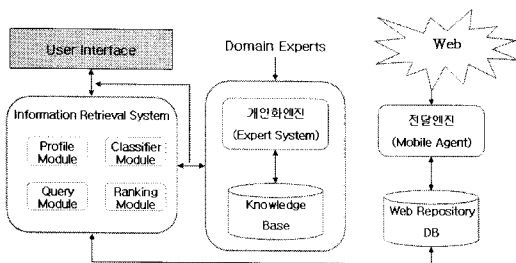 User Interface
Domain Experts
Web
Information Retrieval System
Profile
Module
Classifier
Module
Query
Module
Ranking
Module
개인화엔진
(Expert System)
Knowledge
Base
전달엔진
(Mobile Agent)
Web Repository
DB